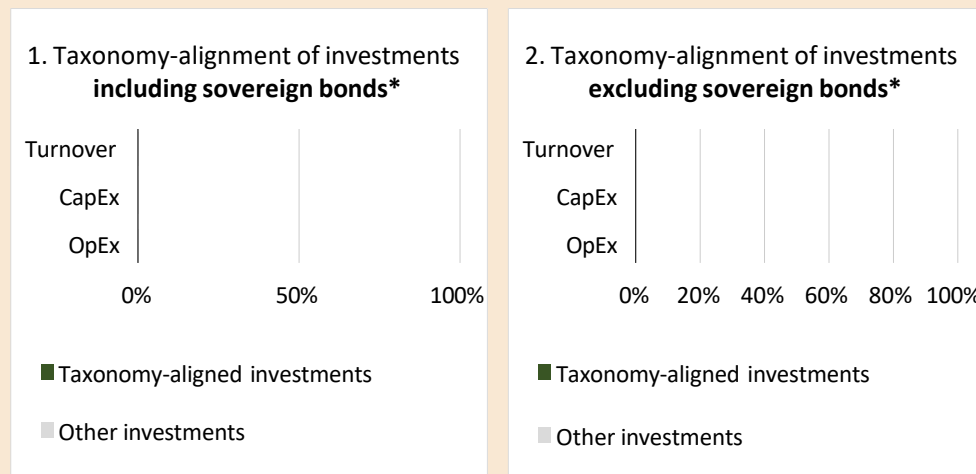 1. Taxonomy-alignment of investments
including sovereign bonds*
Turnover
CapEx
OpEx
0% 50% 100%
Taxonomy-aligned investments
Other investments
2. Taxonomy-alignment of investments
excluding sovereign bonds*
Turnover
CapEx
OpEx
0% 20% 40% 60% 80% 100%
Taxonomy-aligned investments
Other investments